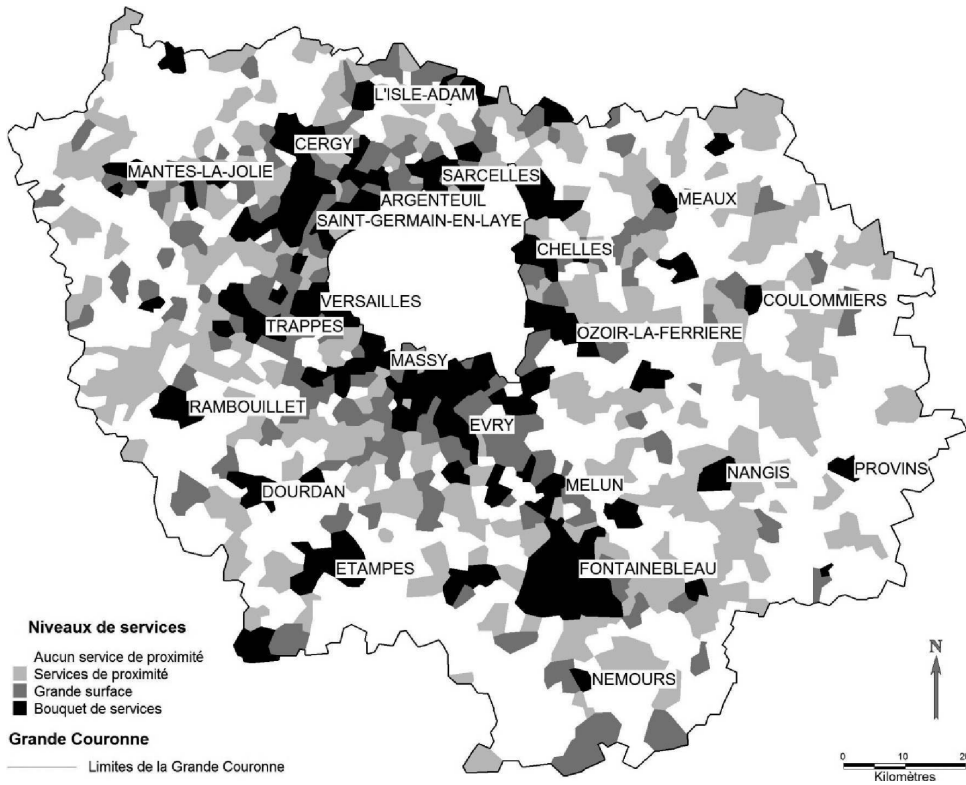 L'ISLE-ADAM
CERGY
MANTES-LA-JOLIE
SARCELLES
ARGENTEUIL
MEAUX
SAINT-GERMAIN-EN-LAYE
CHELLES
VERSAILLES
COULOMMIERS
TRAPPES
OZOIR-LA-FERRIERE
MASSY
RAMBOUILLET
EVRY
DOURDAN
MELUN
NANGIS
PROVINS
ETAMPES
FONTAINEBLEAU
NEMOURS
Niveaux de services
Aucun service de proximité
Services de proximité
Grande surface
Bouquet de services
Grande Couronne
Limites de la Grande Couronne
N
0 10 20
Kilomètres